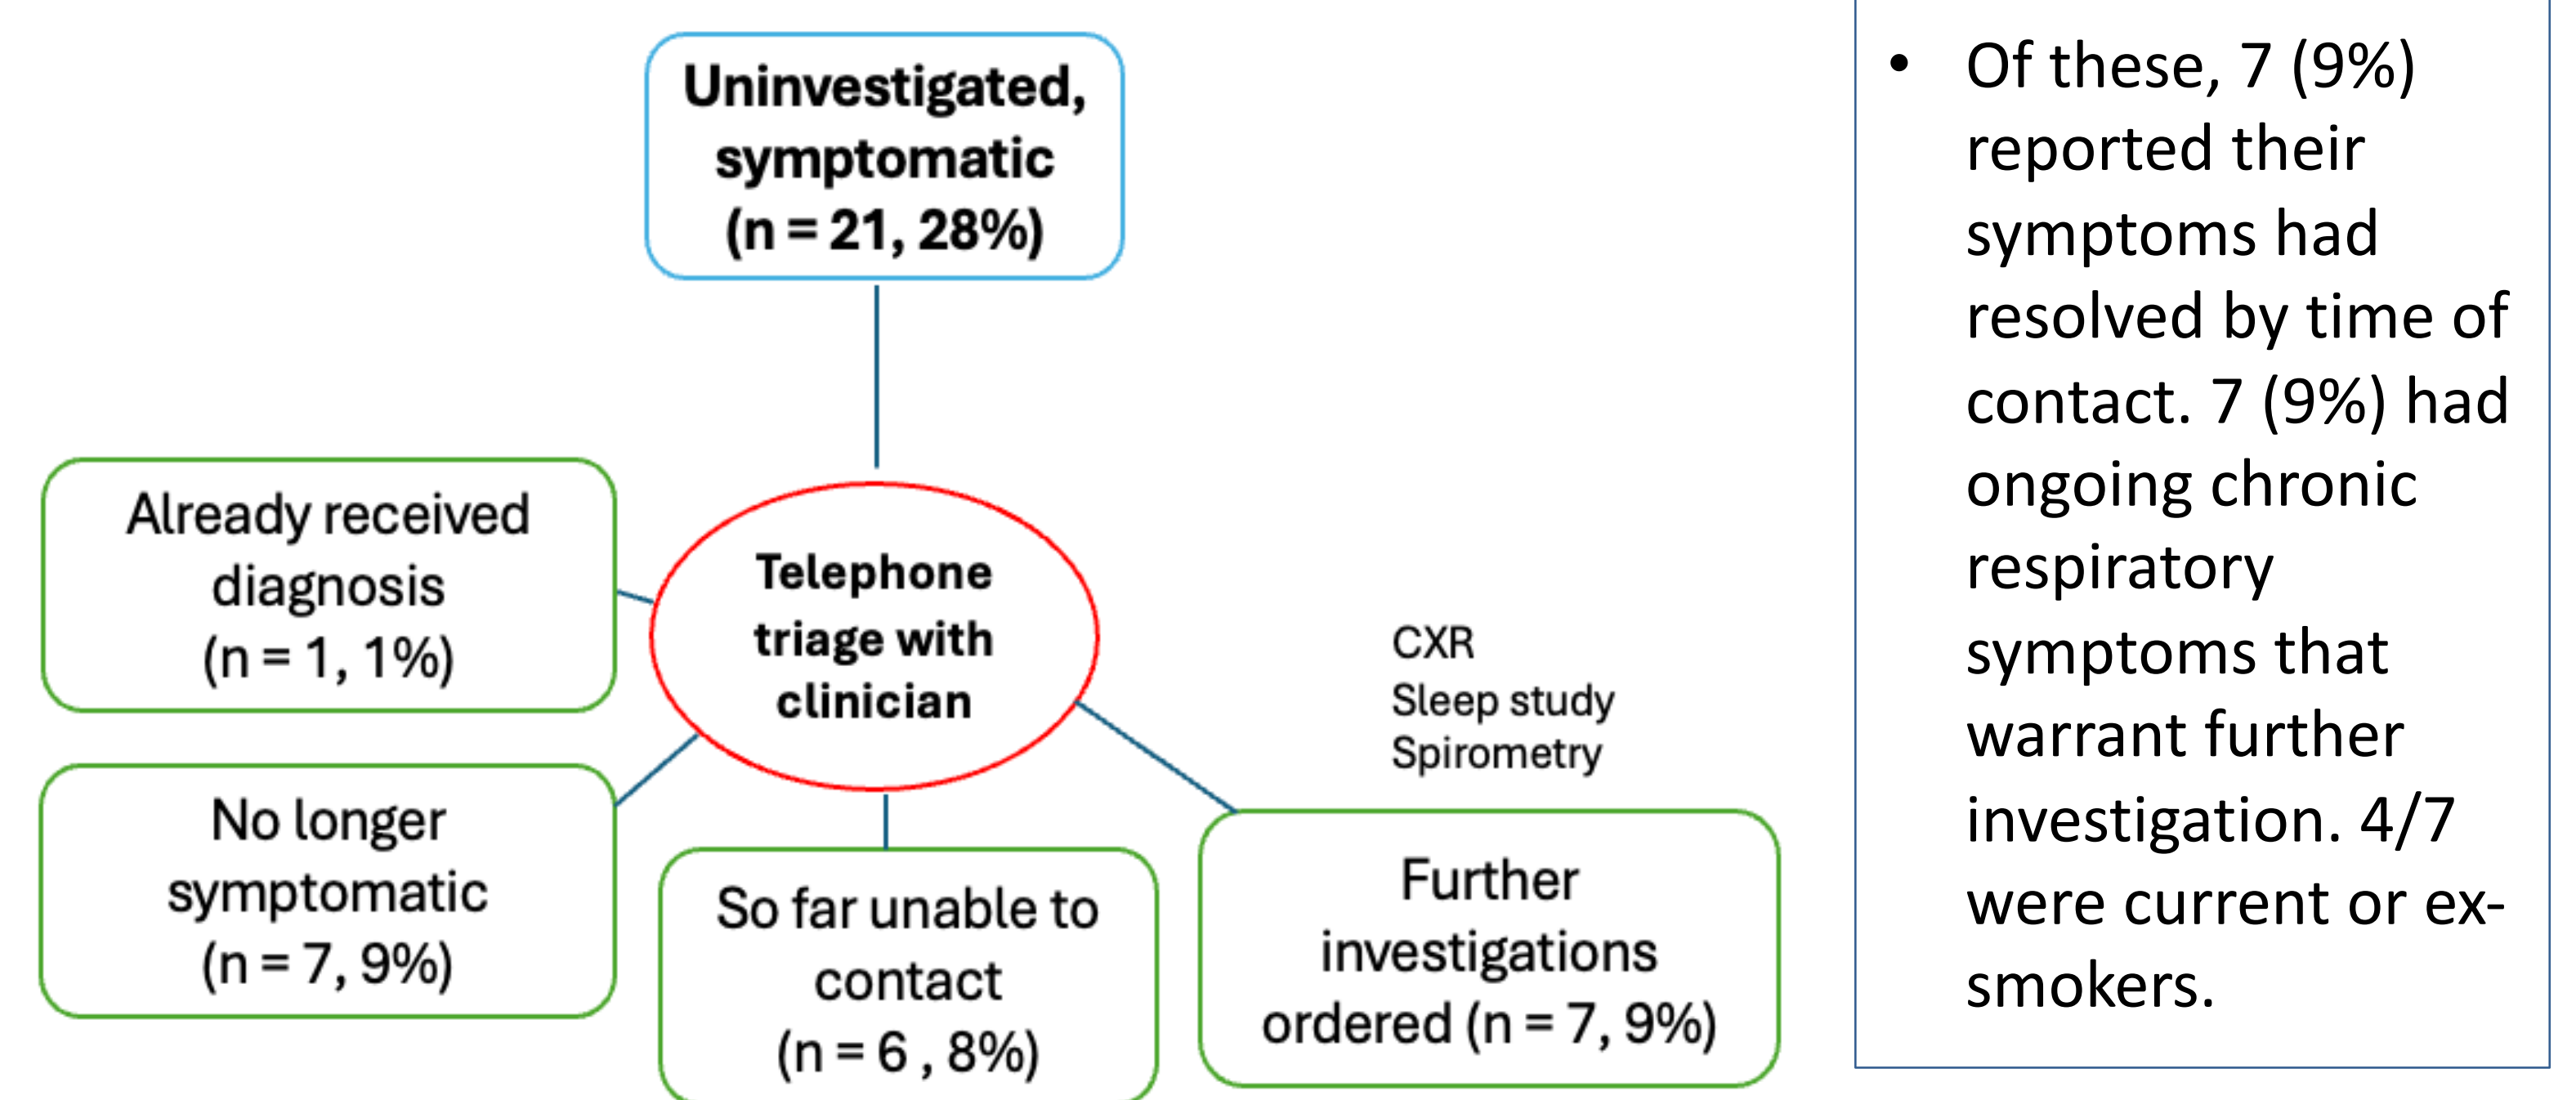 Uninvestigated,
symptomatic
(n = 21, 28%)
Already received
diagnosis
(n = 1, 1%)
Telephone
triage with
clinician
CXR
Sleep study
Spirometry
No longer
symptomatic
(n = 7, 9%)
So far unable to
contact
(n = 6 , 8%)
Further
investigations
ordered (n = 7, 9%)
• Of these, 7 (9%)
reported their
symptoms had
resolved by time of
contact. 7 (9%) had
ongoing chronic
respiratory
symptoms that
warrant further
investigation. 4/7
were current or ex-
smokers.